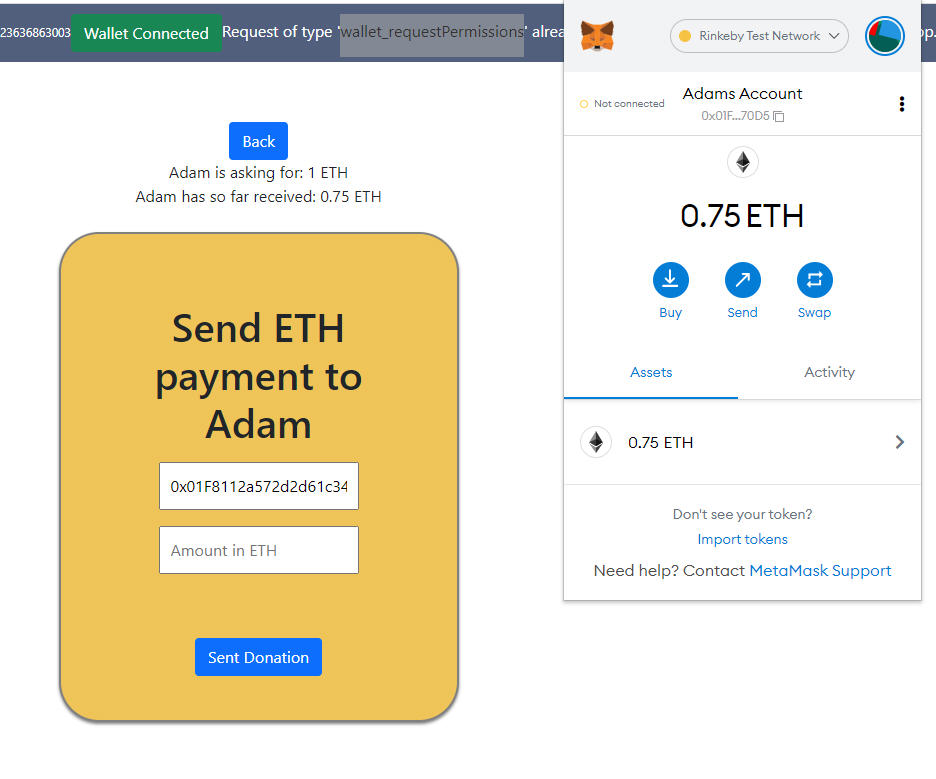 23636863003 Wallet Connected Request of type 'wallet_requestPermissions' alrea
op.
Back
Adam is asking for: 1 ETH
Adam has so far received: 0.75 ETH
Send ETH
payment to
Adam
0x01F8112a572d2d61c34
Amount in ETH
Sent Donation
Rinkeby Test Network
Not connected
Adams Account
0x01F...70D5
0.75 ETH
Buy
Send
Swap
Assets
Activity
0.75 ETH
Don't see your token?
Import tokens
Need help? Contact MetaMask Support